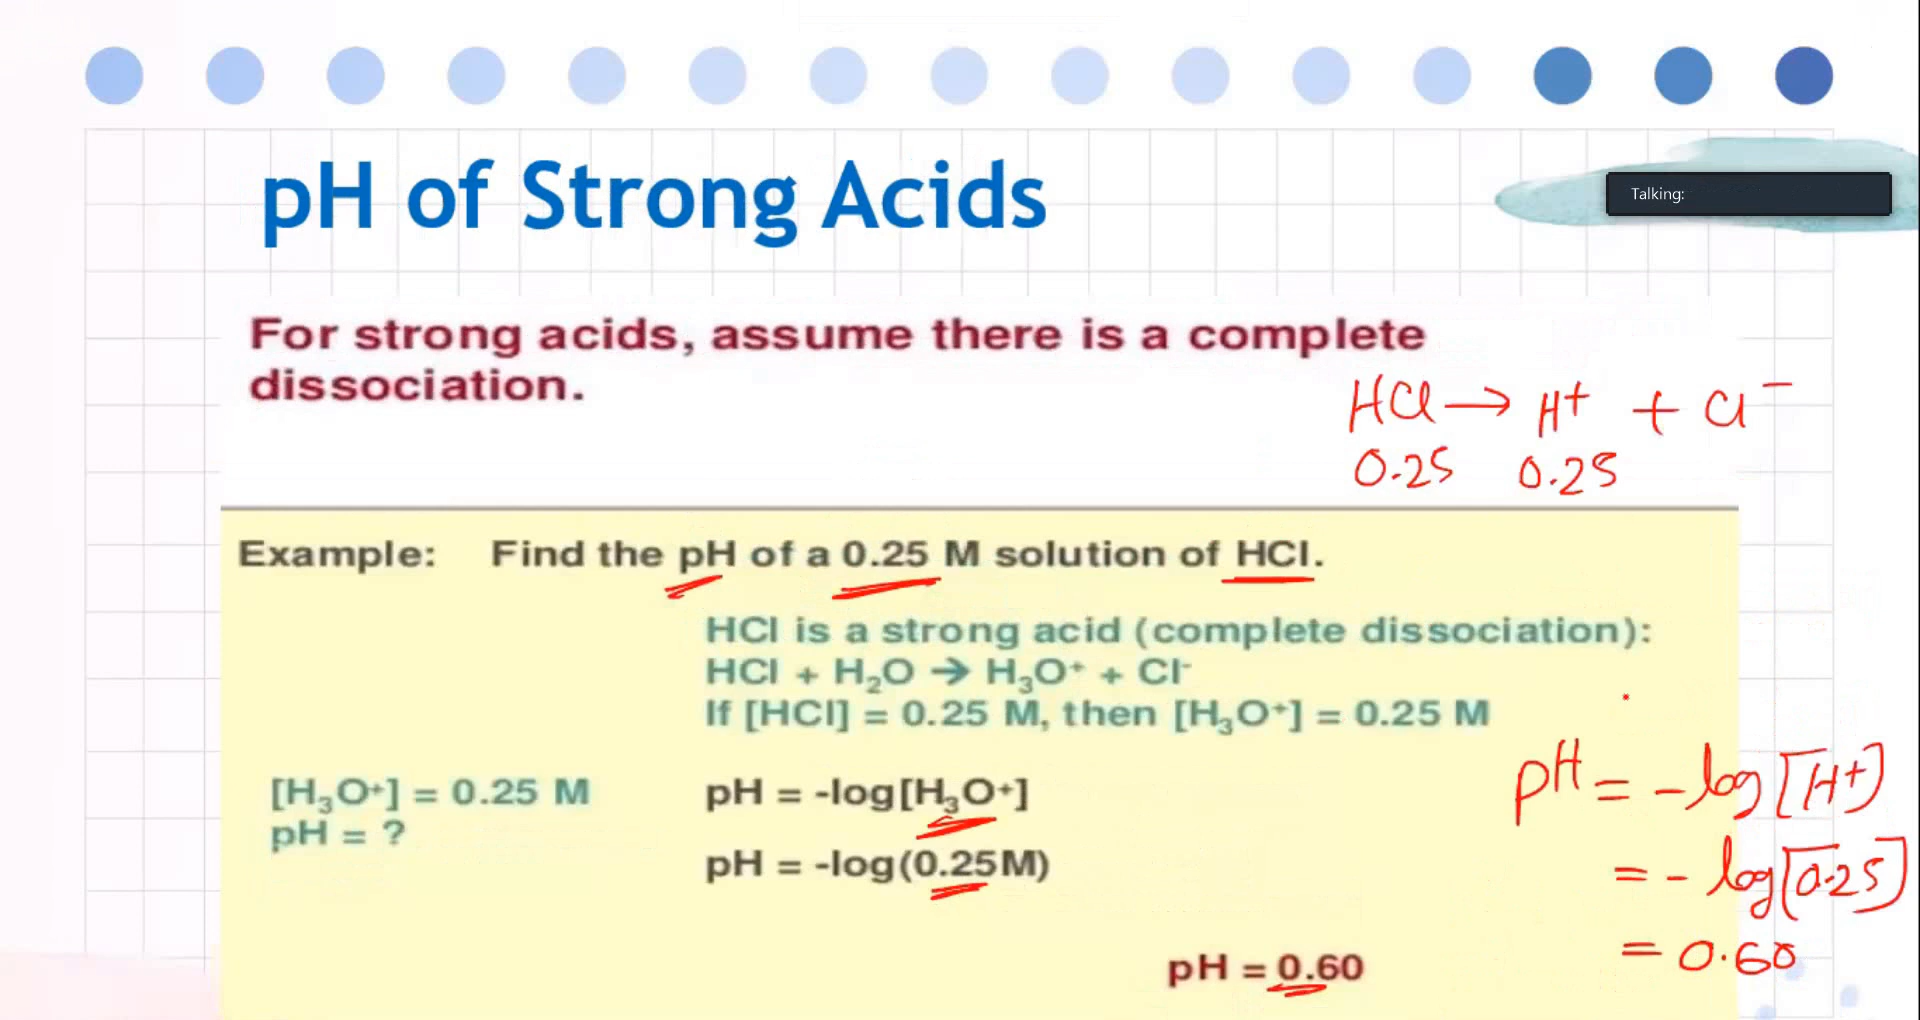 pH of Strong Acids
Talking:
For strong acids, assume there is a complete
dissociation.
HCl → H⁺ + Cl⁻
0.25 0.25
Example: Find the pH of a 0.25 M solution of HCl.
HCl is a strong acid (complete dissociation):
HCl + H₂O → H₃O⁺ + Cl⁻
If [HCl] = 0.25 M, then [H₃O⁺] = 0.25 M
[H₃O⁺] = 0.25 M
pH = ?
pH = -log[H₃O⁺]
pH = -log(0.25M)
pH = 0.60
pH = -log[H⁺]
= -log[0.25]
= 0.60